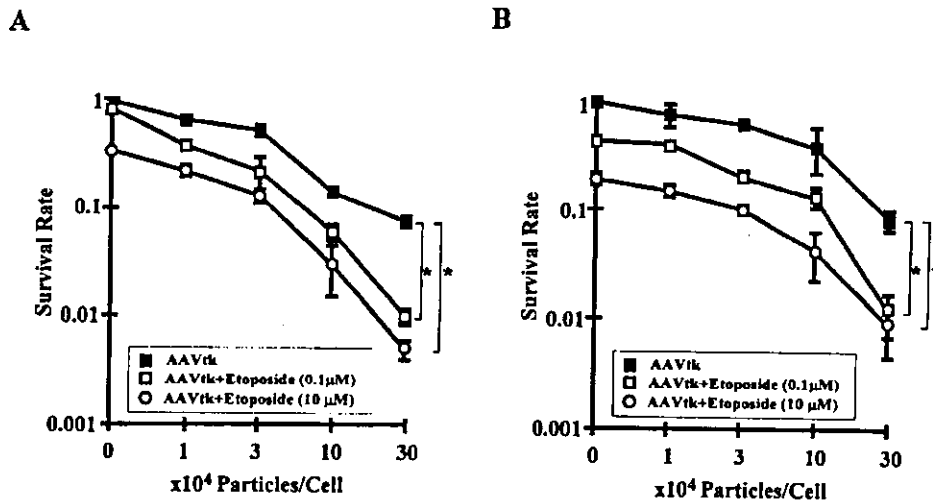 A
Survival Rate
1
0.1
0.01
0.001
* *
AAVtk
AAVtk+Etoposide (0.1μM)
AAVtk+Etoposide (10 μM)
0 1 3 10 30
x10⁴ Particles/Cell
B
Survival Rate
1
0.1
0.01
0.001
*
AAVtk
AAVtk+Etoposide (0.1μM)
AAVtk+Etoposide (10 μM)
0 1 3 10 30
x10⁴ Particles/Cell